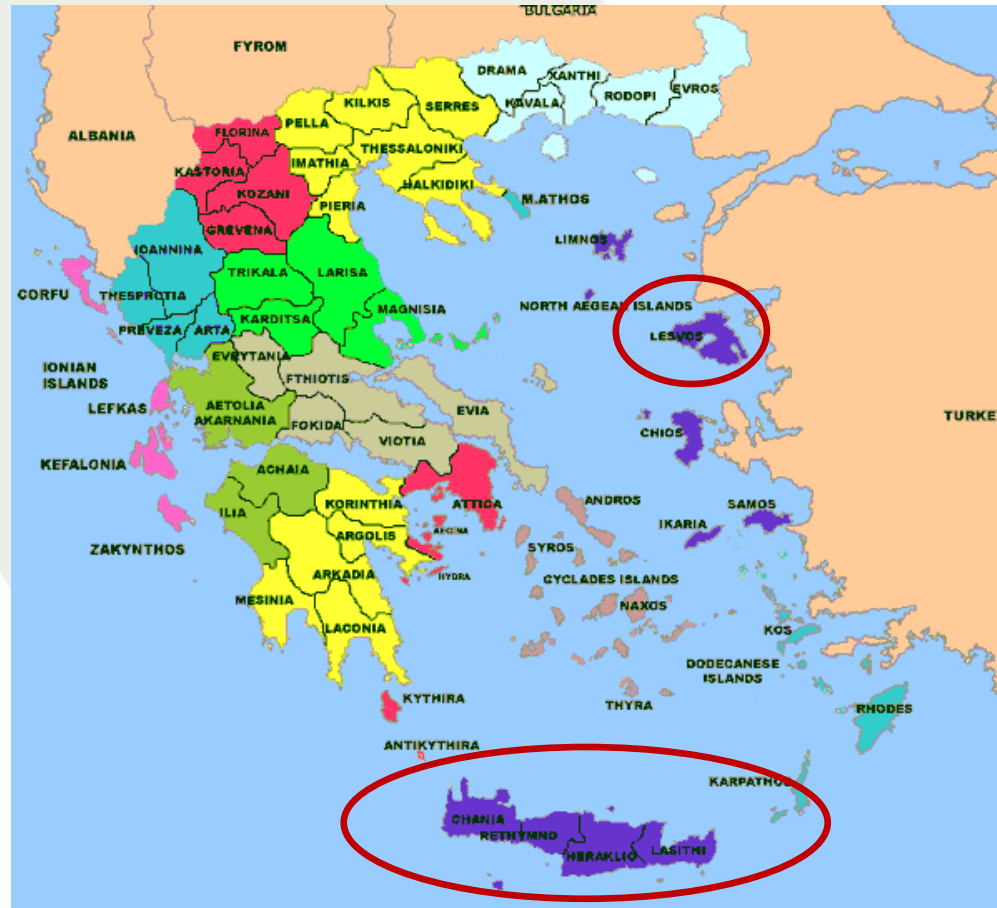 BULGARIA
FYROM
DRAMA
XANTHI
EVROS
KAVALA
RODOPI
KILKIS
SERRES
PELLA
ALBANIA
FLORINA
THESSALONIKI
IMATHIA
KASTORIA
HALKIDIKI
KOZANI
PIERIA
M.ATHOS
GREVENA
LIMNOS
IOANNINA
TRIKALA
LARISA
CORFU
THESPROTIA
NORTH AEGEAN ISLANDS
MAGNISIA
KARDITSA
PREVEZA
ARTA
LESVOS
EVRYTANIA
IONIAN
ISLANDS
FTHIOTIS
LEFKAS
AETOLIA
AKARNANIA
EVIA
TURKE
FOKIDA
VIOTIA
CHIOS
KEFALONIA
ACHAIA
KORINTHIA
ATTICA
ANDROS
SAMOS
ILIA
IKARIA
AEGINA
ARGOLIS
ZAKYNTHOS
SYROS
HYDRA
ARKADIA
CYCLADES ISLANDS
MESINIA
NAXOS
LACONIA
KOS
DODECANESE
ISLANDS
KYTHIRA
THYRA
RHODES
ANTIKYTHIRA
KARPATHOS
CHANIA
RETHYMNO
HERAKLIO
LASITHI